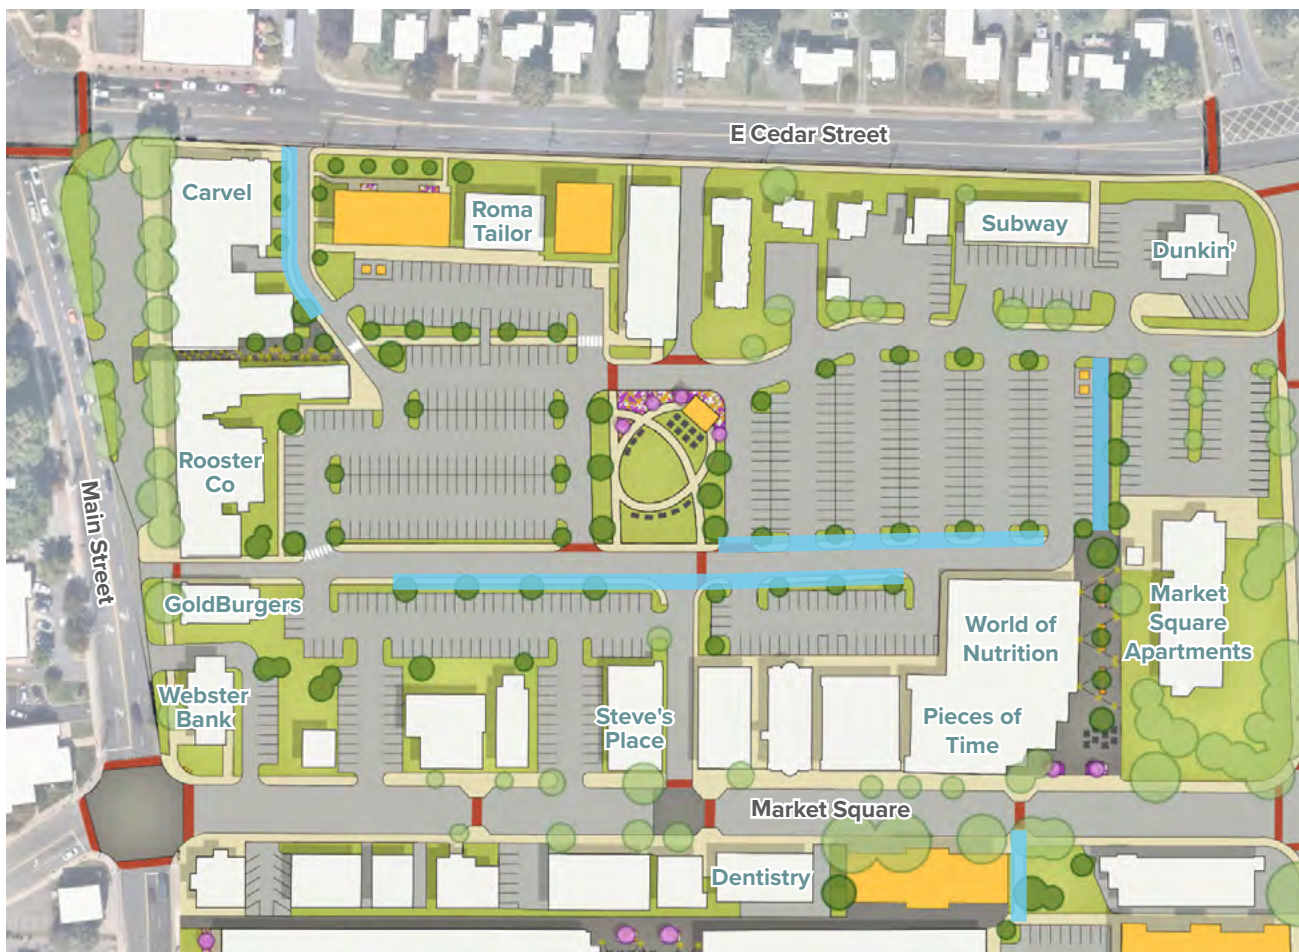 E Cedar Street
Carvel
Roma
Tailor
Subway
Dunkin'
Rooster
Co
Main Street
GoldBurgers
World of
Nutrition
Market
Square
Apartments
Webster
Bank
Steve's
Place
Pieces of
Time
Market Square
Dentistry